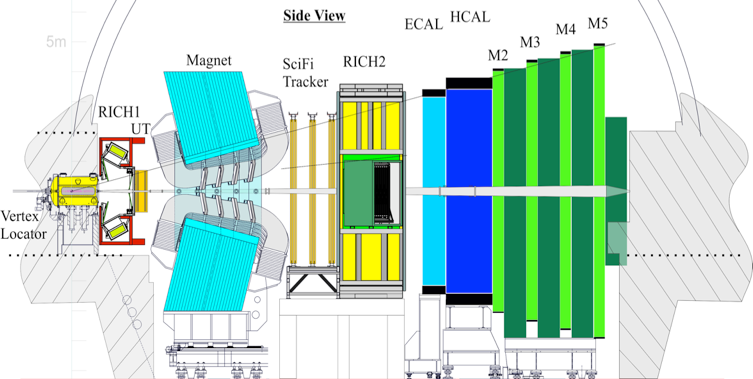 Side View
ECAL
HCAL
M5
M4
M3
M2
5m
Magnet
SciFi
Tracker
RICH2
RICH1
UT
Vertex
Locator